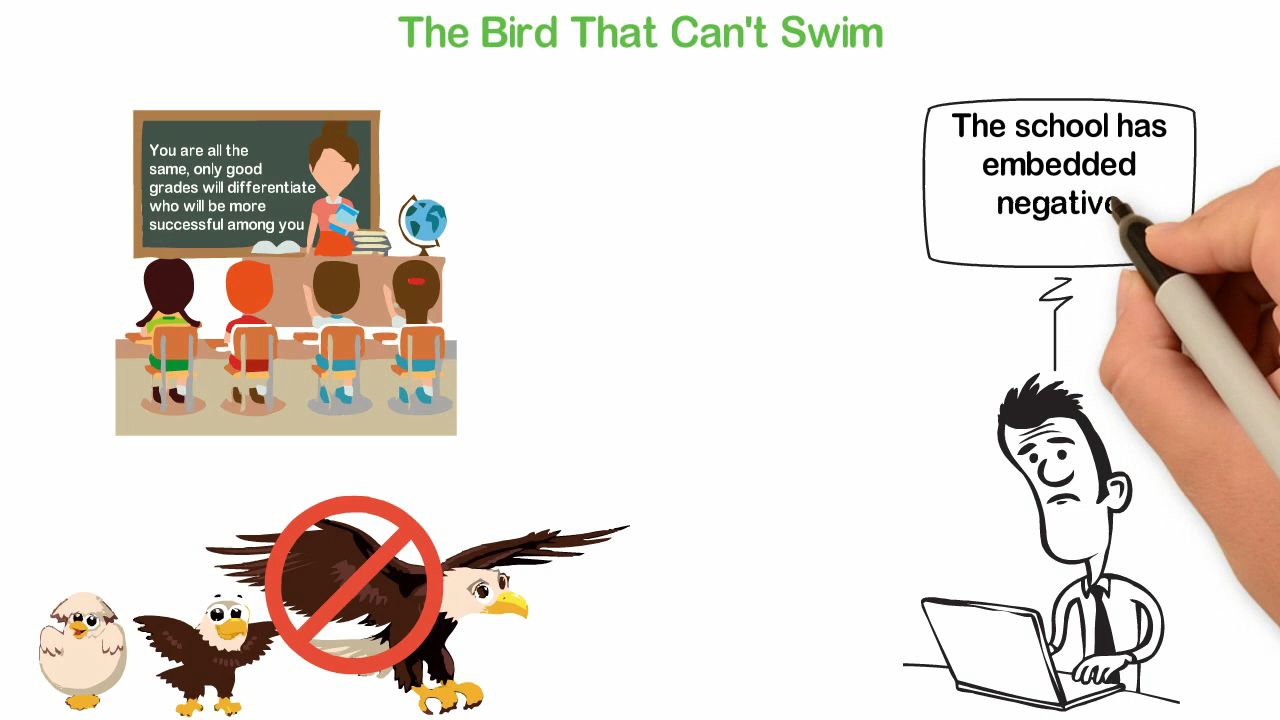 The Bird That Can't Swim
You are all the
same, only good
grades will differentiate
who will be more
successful among you
The school has
embedded
negative